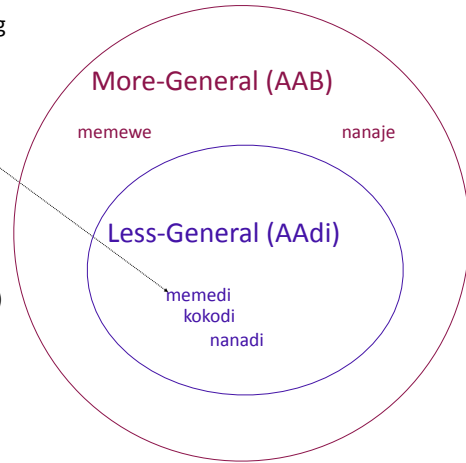 g
More-General (AAB)
memewe nanaje
Less-General (AAdi)
memedi
)
kokodi
nanadi